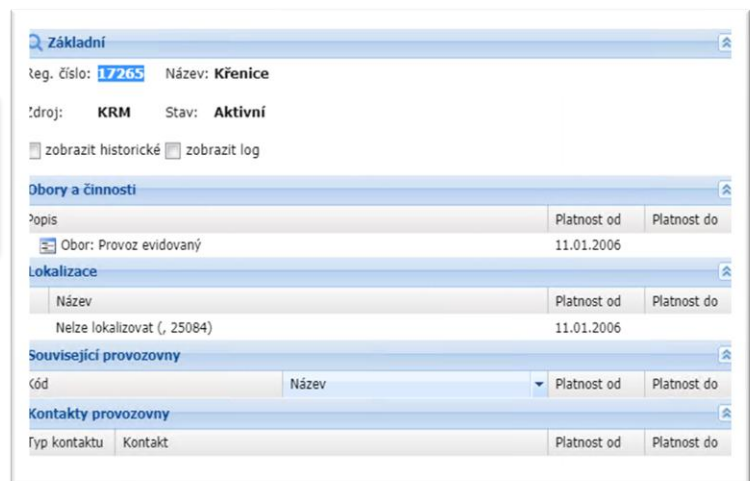 Základní
Reg. číslo: 17265 Název: Křenice
Zdroj: KRM Stav: Aktivní
zobrazit historické zobrazit log
Obory a činnosti
Popis Platnost od Platnost do
Obor: Provoz evidovaný 11.01.2006
Lokalizace
Název Platnost od Platnost do
Nelze lokalizovat (, 25084) 11.01.2006
Související provozovny
Kód Název Platnost od Platnost do
Kontakty provozovny
Typ kontaktu Kontakt Platnost od Platnost do